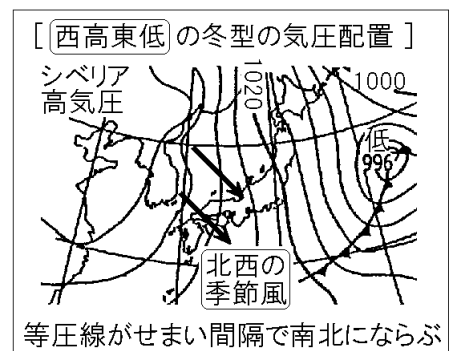 [西高東低の冬型の気圧配置]
シベリア
高気圧
1020
1000
低
996
北西の
季節風
等圧線がせまい間隔で南北にならぶ